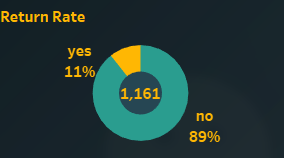 Return Rate
yes
11%
1,161
no
89%